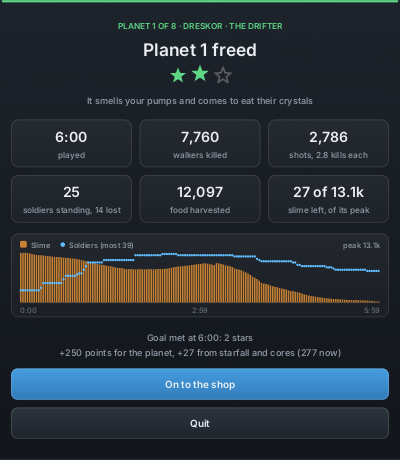 PLANET 1 OF 8 · DRESKOR · THE DRIFTER
Planet 1 freed
It smells your pumps and comes to eat their crystals
6:00
played
7,760
walkers killed
2,786
shots, 2.8 kills each
25
soldiers standing, 14 lost
12,097
food harvested
27 of 13.1k
slime left, of its peak
Slime Soldiers (most 39) peak 13.1k
0:00 2:59 5:59
Goal met at 6:00: 2 stars
+250 points for the planet, +27 from starfall and cores (277 now)
On to the shop
Quit